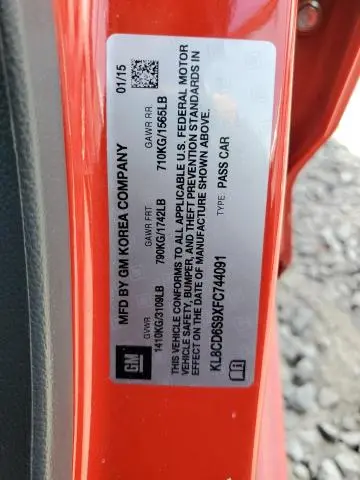 MFD BY GM KOREA COMPANY 01/15
GVWR GAWR FRT GAWR RR
1410KG/3109LB 790KG/1742LB 710KG/1565LB
THIS VEHICLE CONFORMS TO ALL APPLICABLE U.S. FEDERAL MOTOR
VEHICLE SAFETY, BUMPER, AND THEFT PREVENTION STANDARDS IN
EFFECT ON THE DATE OF MANUFACTURE SHOWN ABOVE.
KL8CD6S9XFC744091 TYPE: PASS CAR
GM